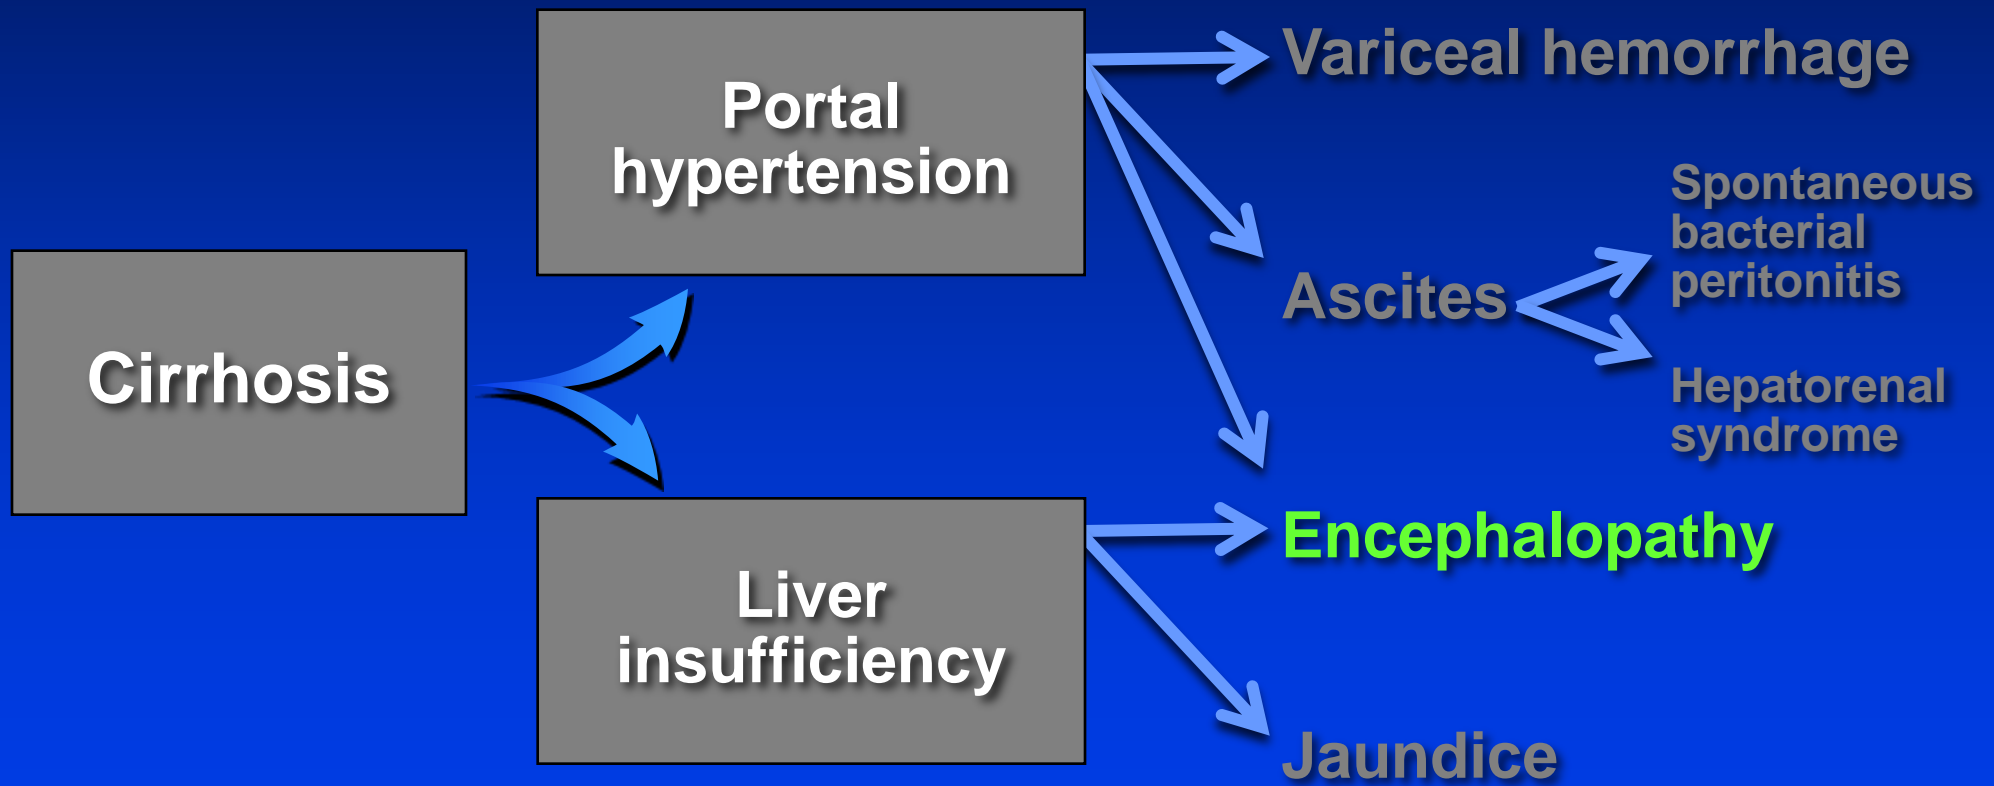 Cirrhosis
Portal
hypertension
Liver
insufficiency
Variceal hemorrhage
Ascites
Spontaneous
bacterial
peritonitis
Hepatorenal
syndrome
Encephalopathy
Jaundice